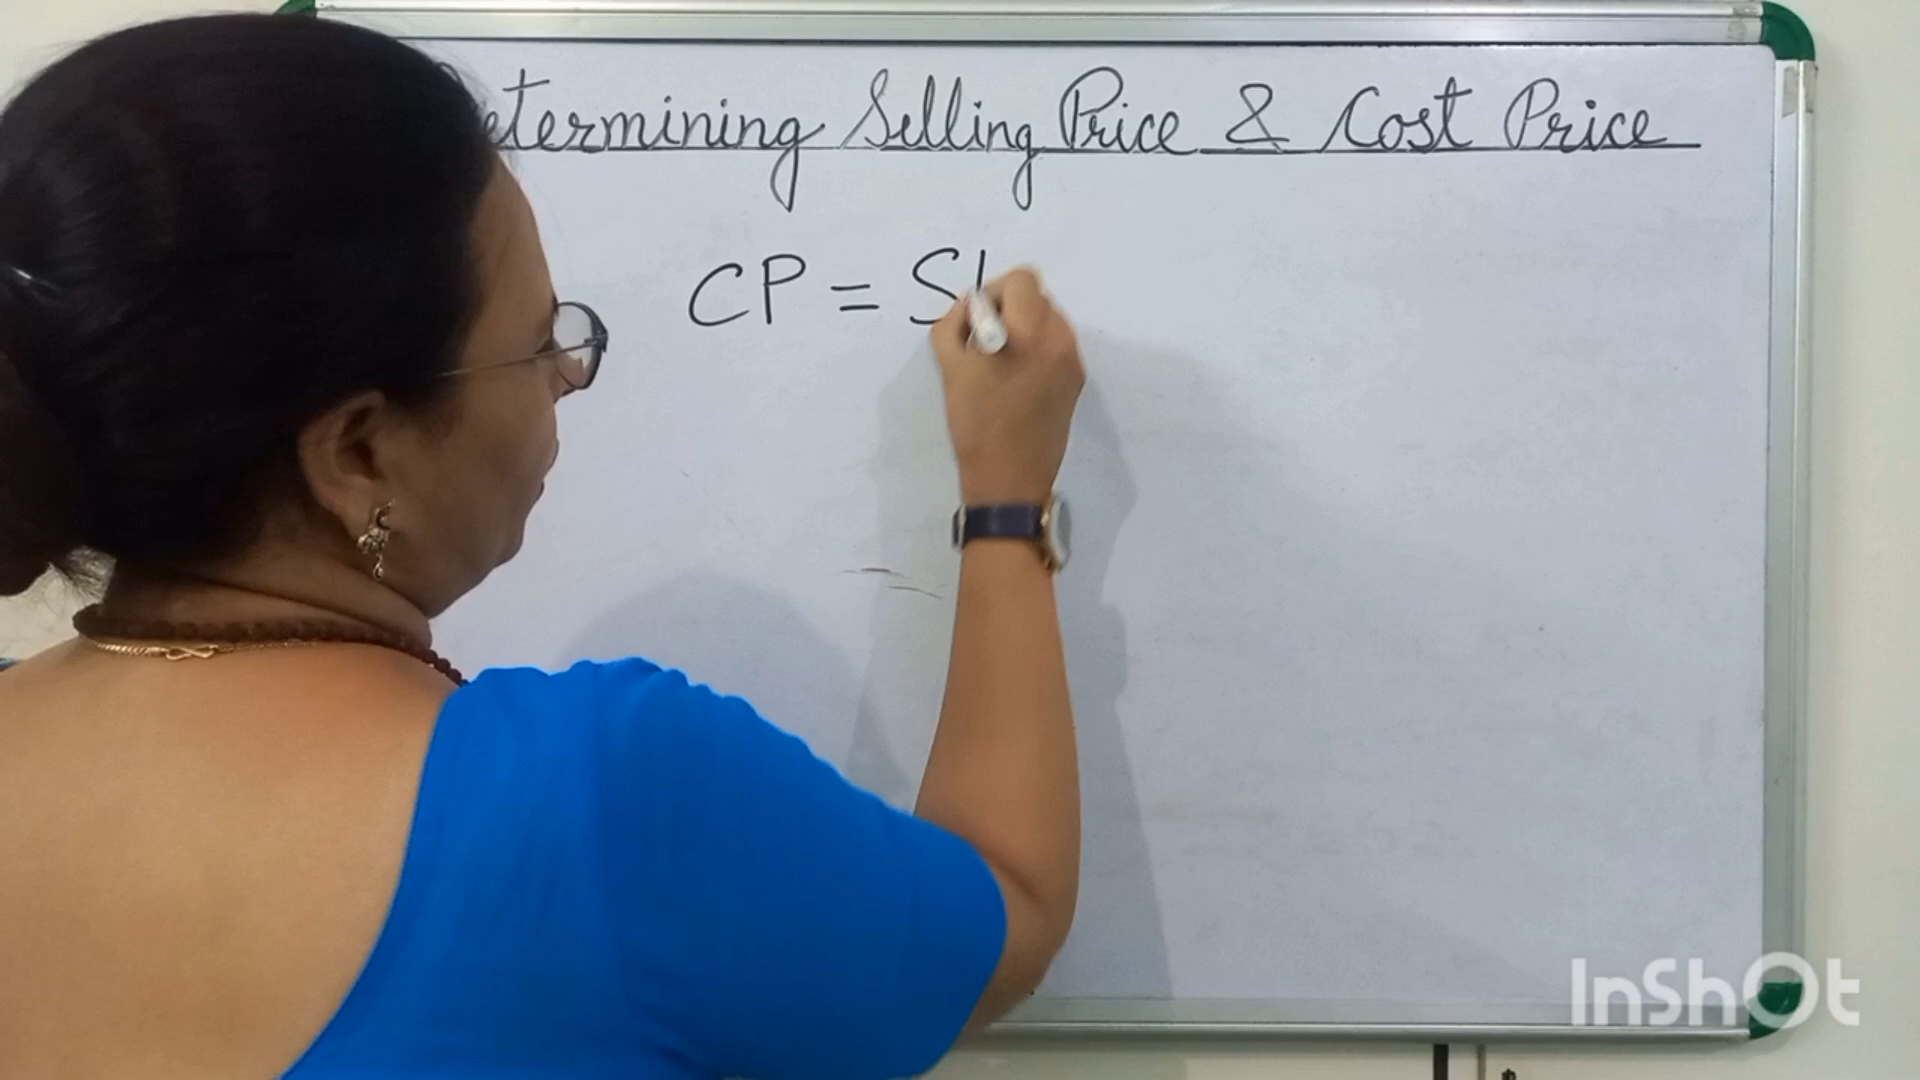 etermining Selling Price & Cost Price
CP = S
InShOt